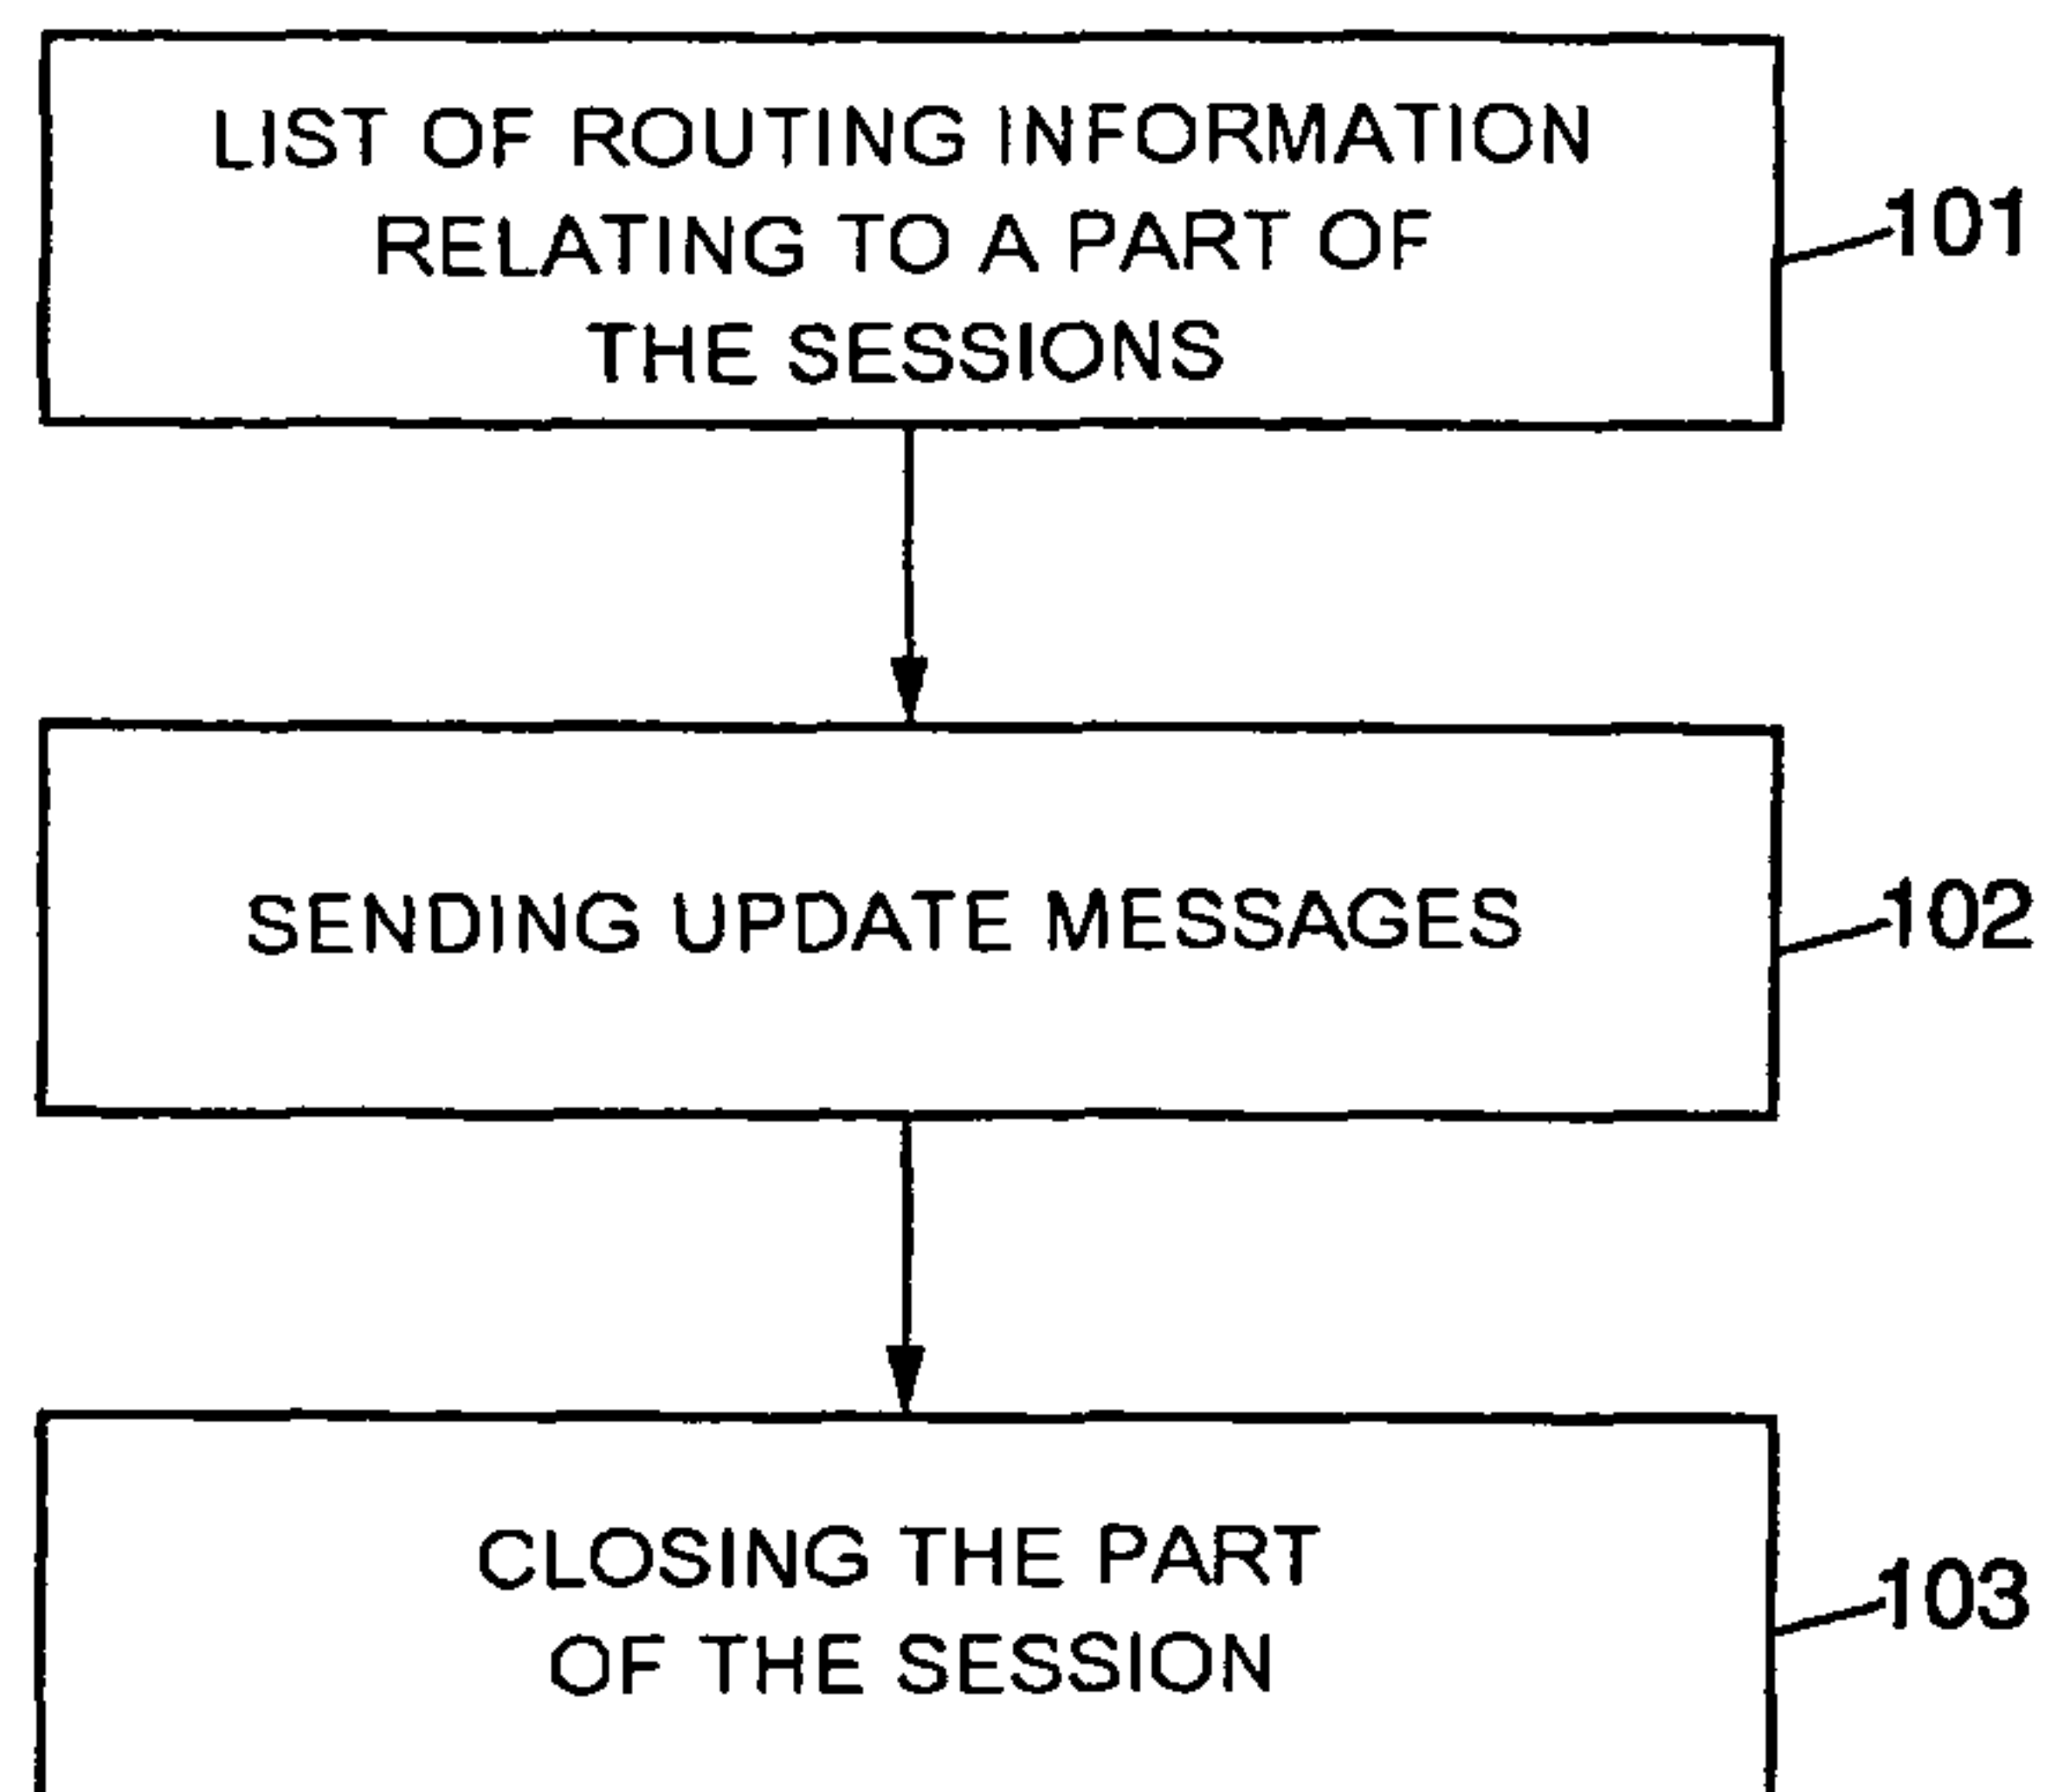 LIST OF ROUTING INFORMATION
RELATING TO A PART OF
THE SESSIONS
101
SENDING UPDATE MESSAGES
102
CLOSING THE PART
OF THE SESSION
103